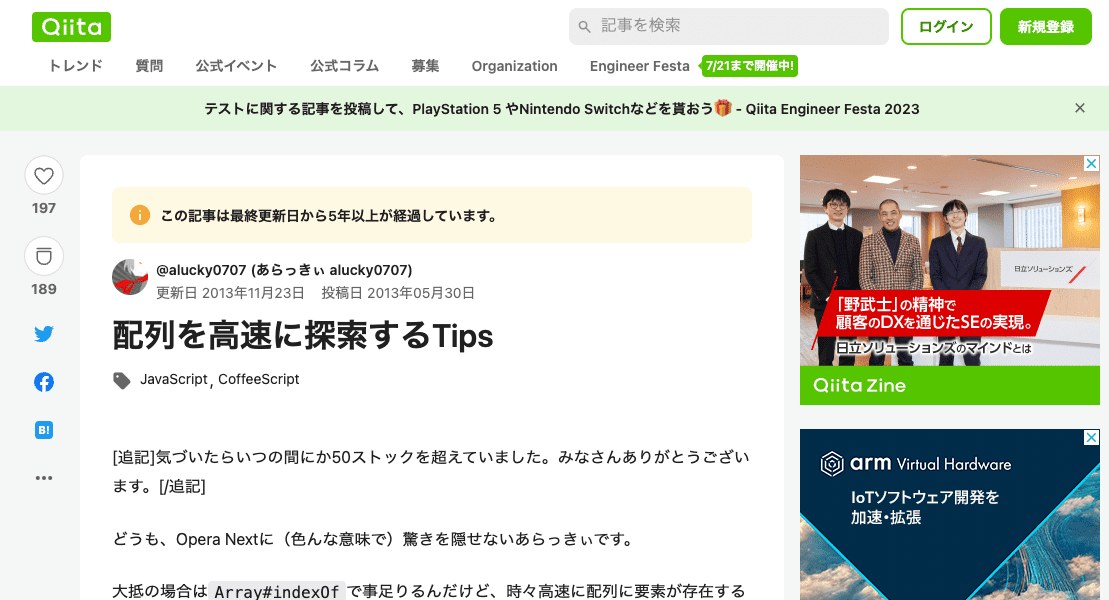 Qiita
記事を検索
ログイン
新規登録
トレンド 質問 公式イベント 公式コラム 募集 Organization Engineer Festa 7/21まで開催中!
テストに関する記事を投稿して、PlayStation 5 やNintendo Switchなどを貰おう🎁 - Qiita Engineer Festa 2023
197
189
B!
この記事は最終更新日から5年以上が経過しています。
@alucky0707 (あらっきぃ alucky0707)
更新日 2013年11月23日 投稿日 2013年05月30日
配列を高速に探索するTips
JavaScript, CoffeeScript
[追記]気づいたらいつの間にか50ストックを超えていました。みなさんありがとうござい
ます。[/追記]
どうも、Opera Nextに（色んな意味で）驚きを隠せないあらっきぃです。
大抵の場合は Array#indexOf で事足りるんだけど、時々高速に配列に要素が存在する
日立ソリューションズ
「野武士」の精神で
顧客のDXを通じたSEの実現。
日立ソリューションズのマインドとは
Qiita Zine
arm Virtual Hardware
IoTソフトウェア開発を
加速・拡張